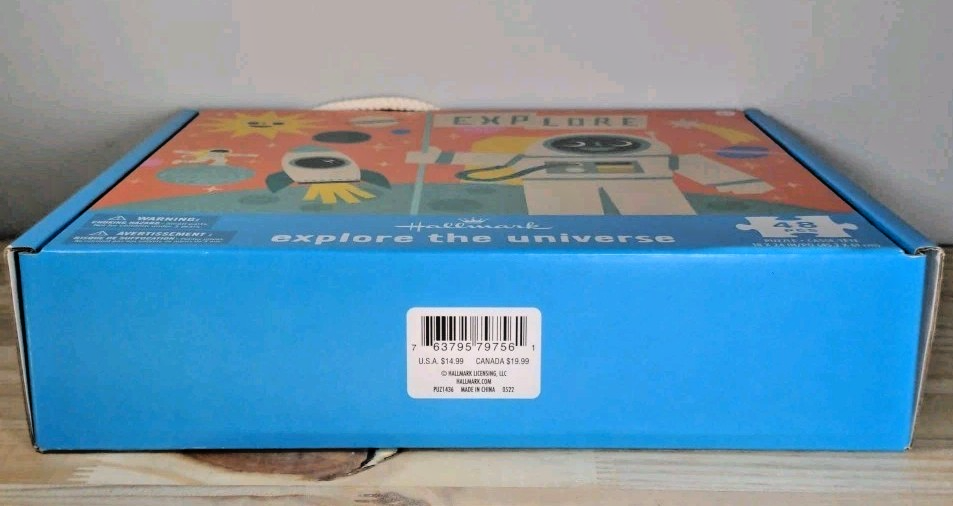 EXPLORE
WARNING:
AVERTISSEMENT:
Hallmark
explore the universe
48
7 63795 79756 1
U.S.A. $14.99 CANADA $19.99
© HALLMARK LICENSING, LLC
HALLMARK.COM
PUZ1436 MADE IN CHINA 0522